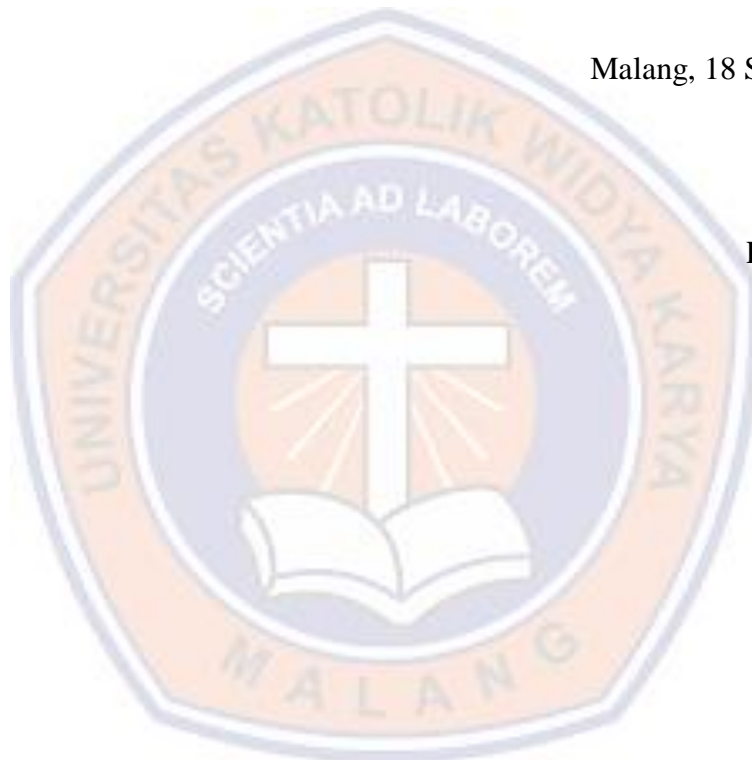 Malang, 18 S
UNIVERSITAS KATOLIK WIDYA KARYA
SCIENTIA AD LABOREM
MALANG